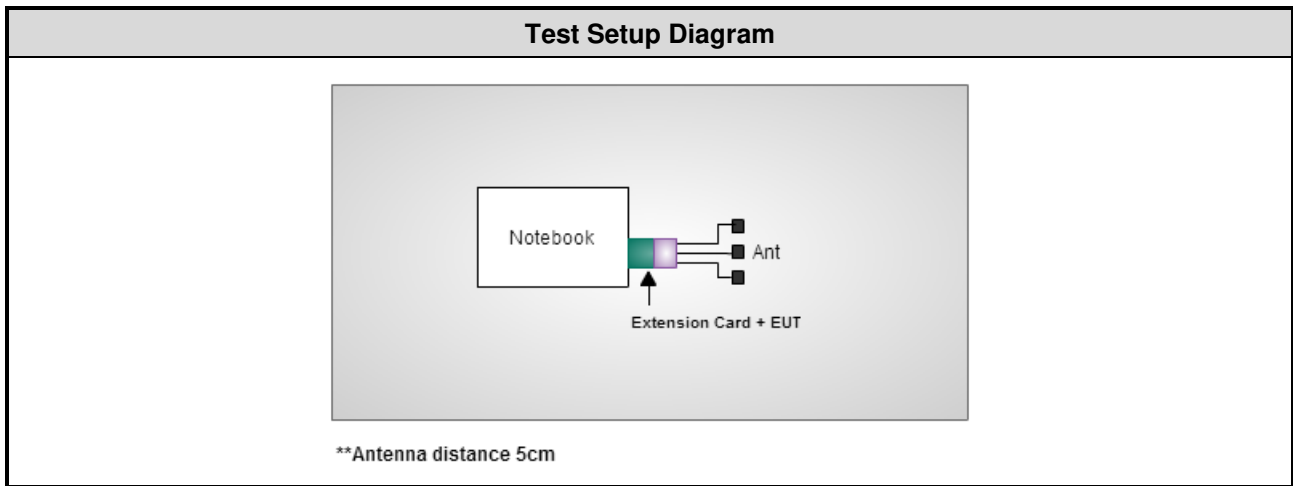 Test Setup Diagram
Notebook
Ant
Extension Card + EUT
**Antenna distance 5cm